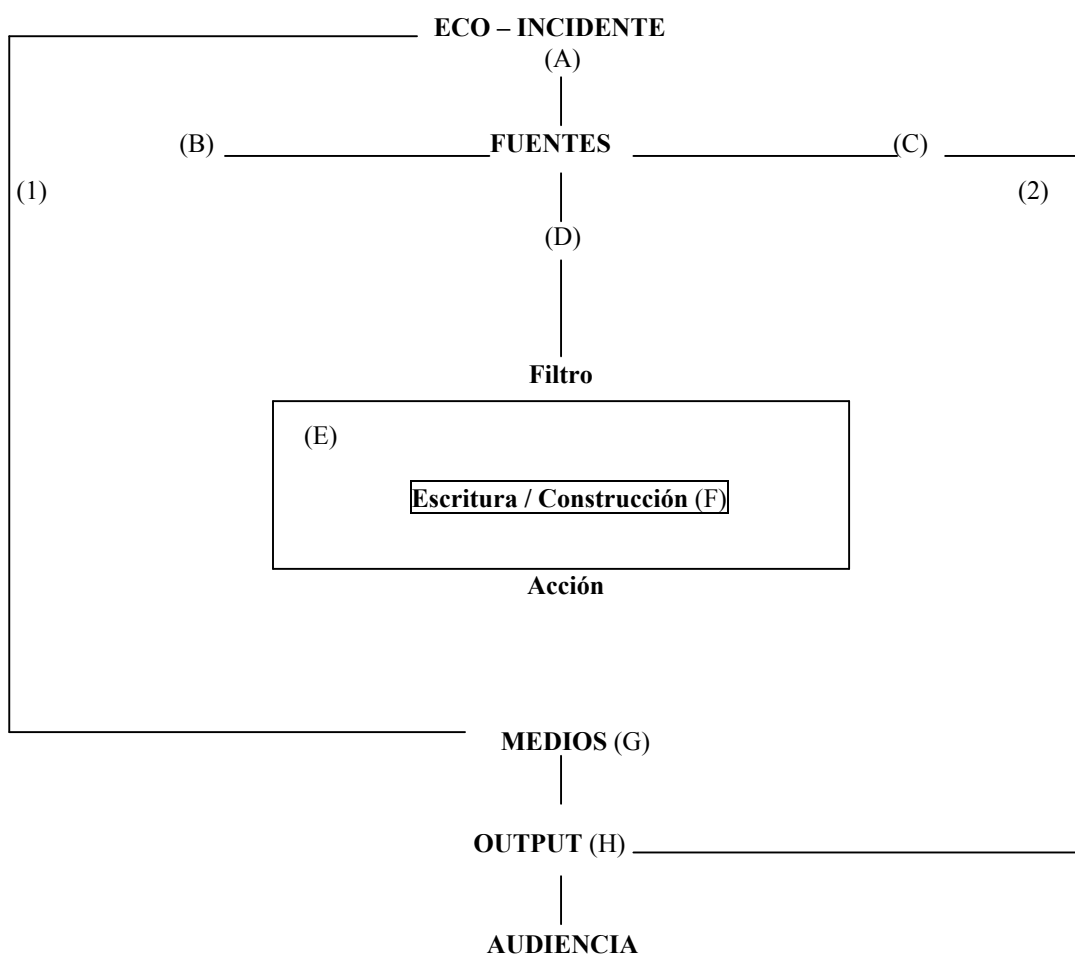 ECO – INCIDENTE
(A)
(B) FUENTES (C)
(1) (2)
(D)
Filtro
(E)
Escritura / Construcción (F)
Acción
MEDIOS (G)
OUTPUT (H)
AUDIENCIA